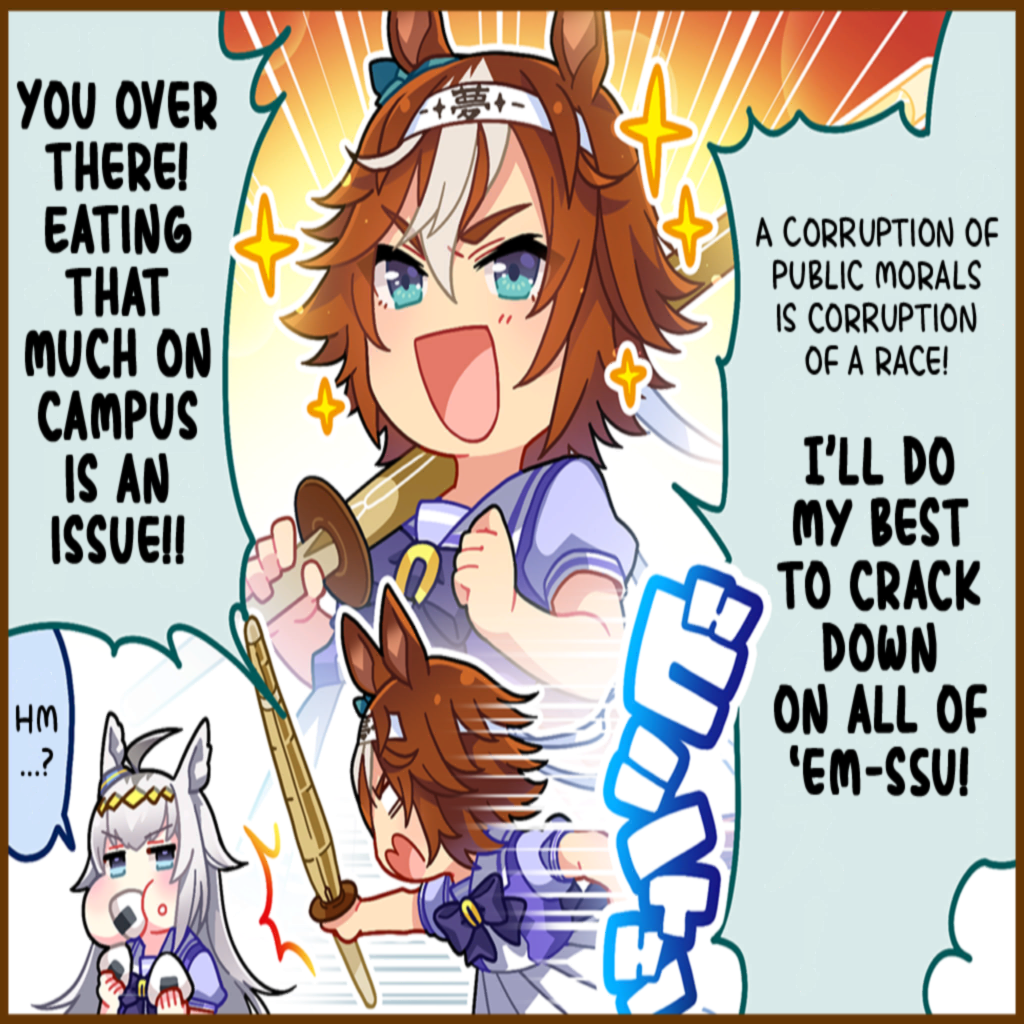 YOU OVER
THERE!
EATING
THAT
MUCH ON
CAMPUS
IS AN
ISSUE!!
夢
A CORRUPTION OF
PUBLIC MORALS
IS CORRUPTION
OF A RACE!
I'LL DO
MY BEST
TO CRACK
DOWN
ON ALL OF
'EM-SSU!
HM
...?